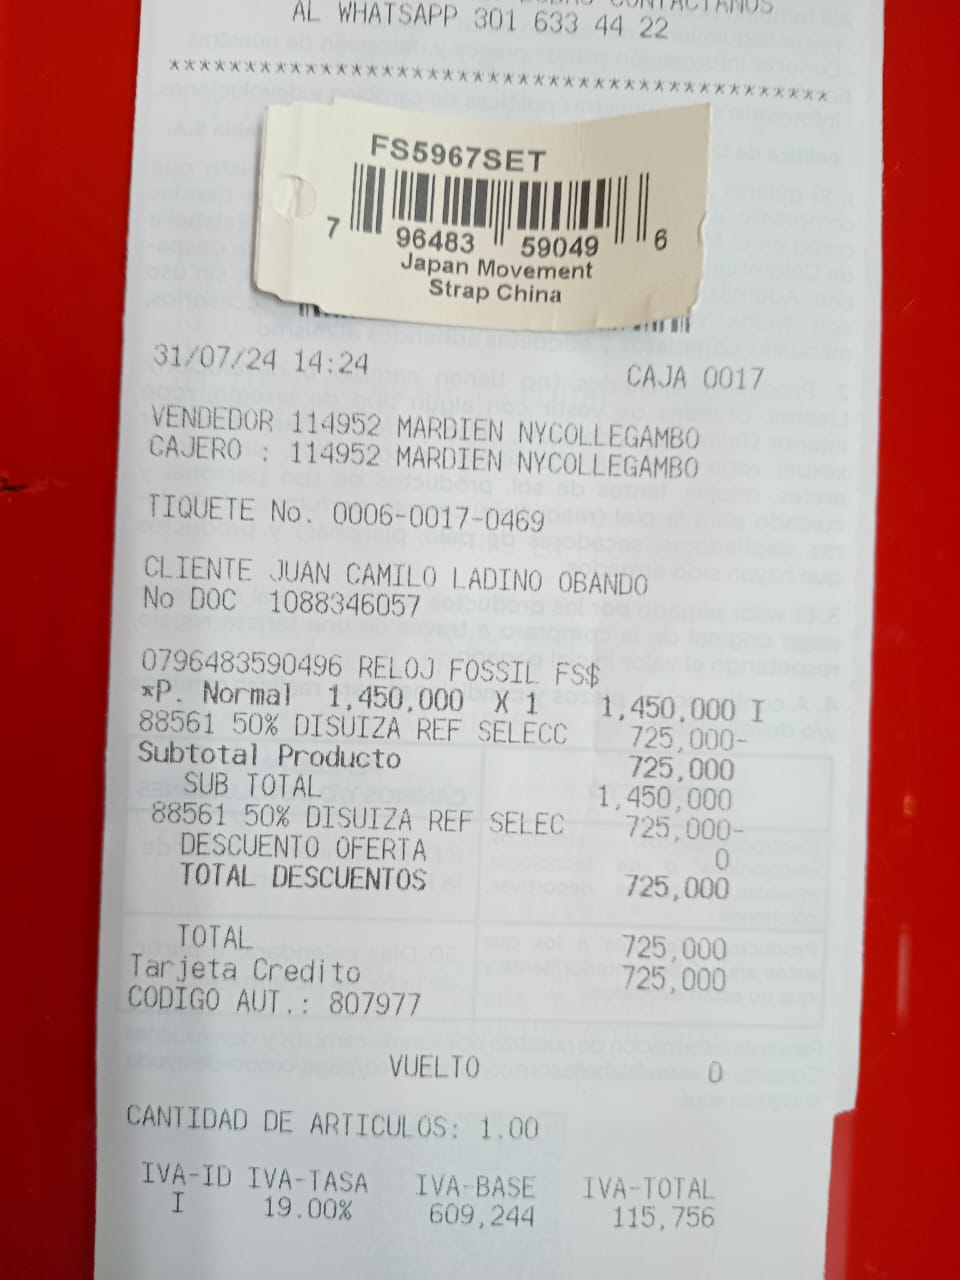 CONTACTANOS
AL WHATSAPP 301 633 44 22
********************************************
FS5967SET
7 96483 59049 6
Japan Movement
Strap China
31/07/24 14:24 CAJA 0017
VENDEDOR 114952 MARDIEN NYCOLLEGAMBO
CAJERO : 114952 MARDIEN NYCOLLEGAMBO
TIQUETE No. 0006-0017-0469
CLIENTE JUAN CAMILO LADINO OBANDO
No DOC 1088346057
0796483590496 RELOJ FOSSIL FS$
*P. Normal 1,450,000 X 1 1,450,000 I
88561 50% DISUIZA REF SELECC 725,000-
Subtotal Producto 725,000
SUB TOTAL 1,450,000
88561 50% DISUIZA REF SELEC 725,000-
DESCUENTO OFERTA 0
TOTAL DESCUENTOS 725,000
TOTAL 725,000
Tarjeta Credito 725,000
CODIGO AUT.: 807977
VUELTO 0
CANTIDAD DE ARTICULOS: 1.00
IVA-ID IVA-TASA IVA-BASE IVA-TOTAL
I 19.00% 609,244 115,756